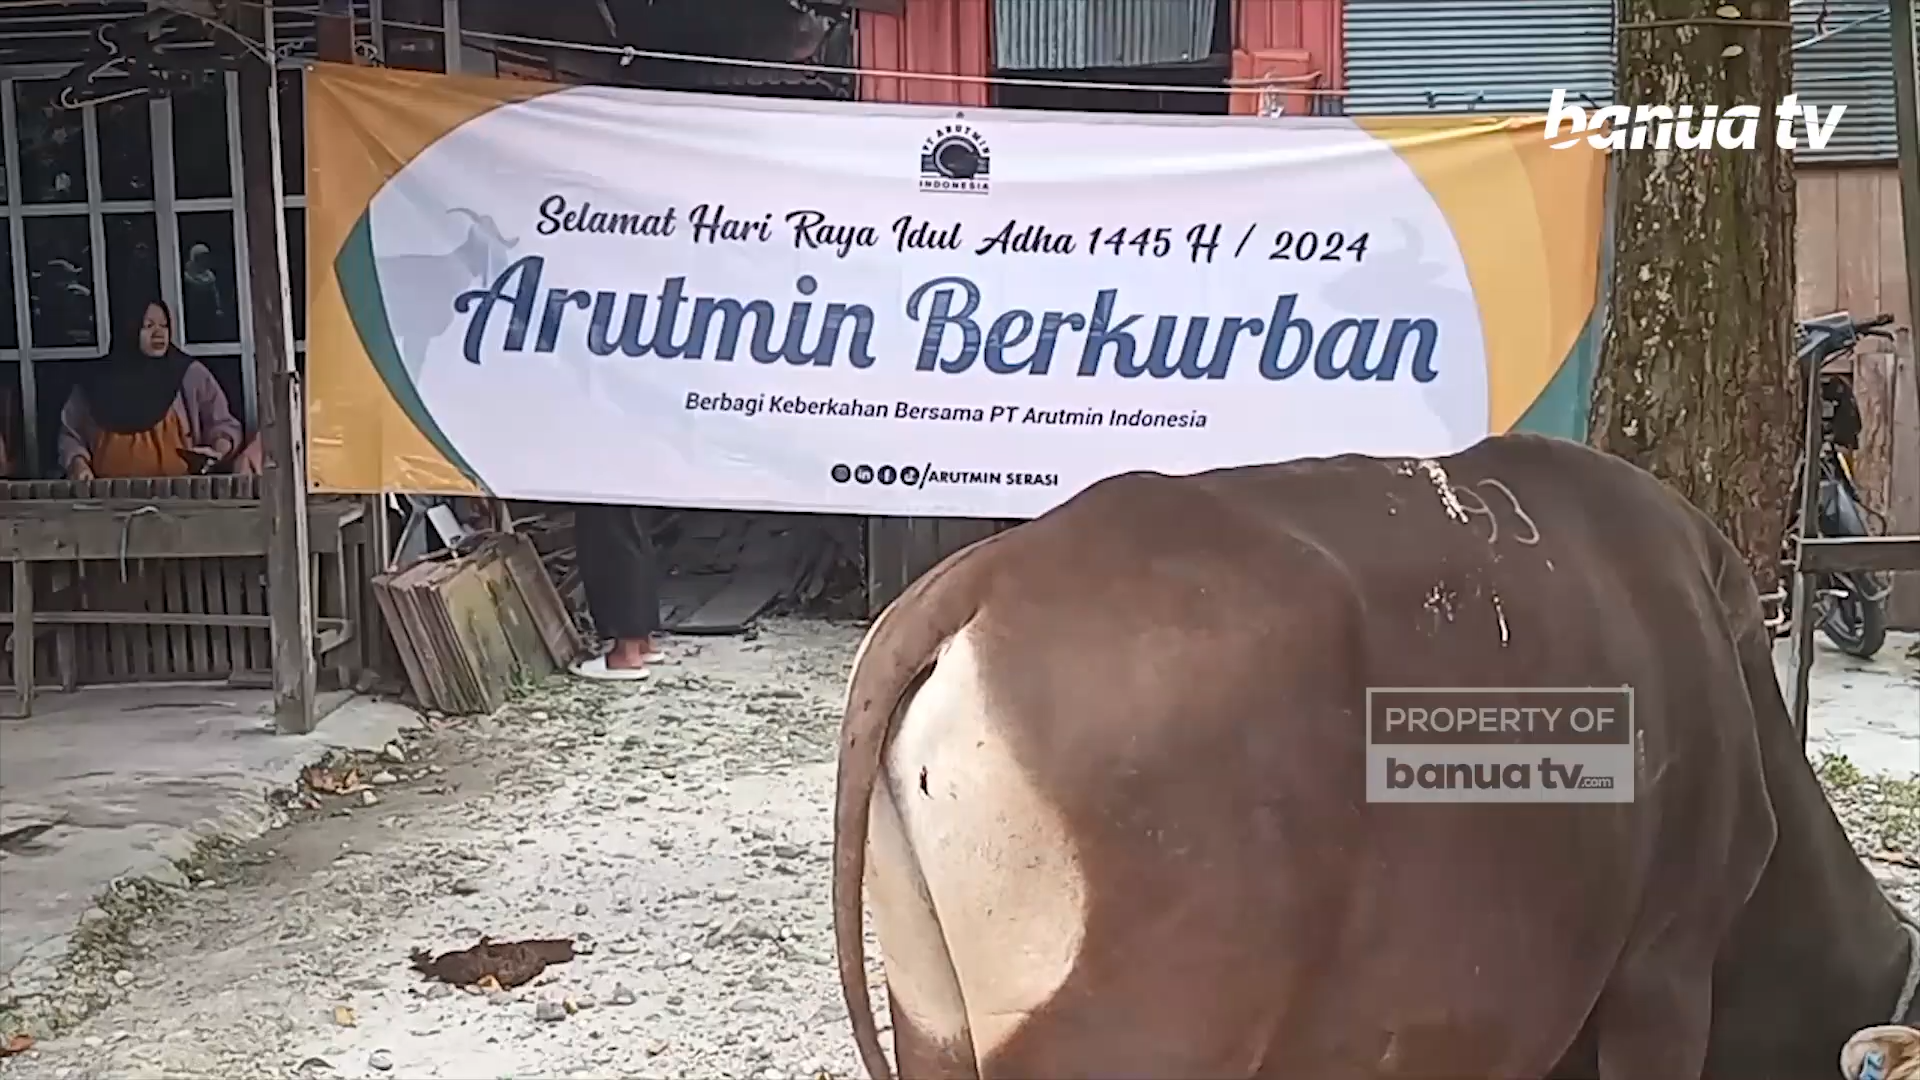 banua tv
PT ARUTMIN
INDONESIA
Selamat Hari Raya Idul Adha 1445 H / 2024
Arutmin Berkurban
Berbagi Keberkahan Bersama PT Arutmin Indonesia
/ARUTMIN SERASI
93
PROPERTY OF
banua tv.com